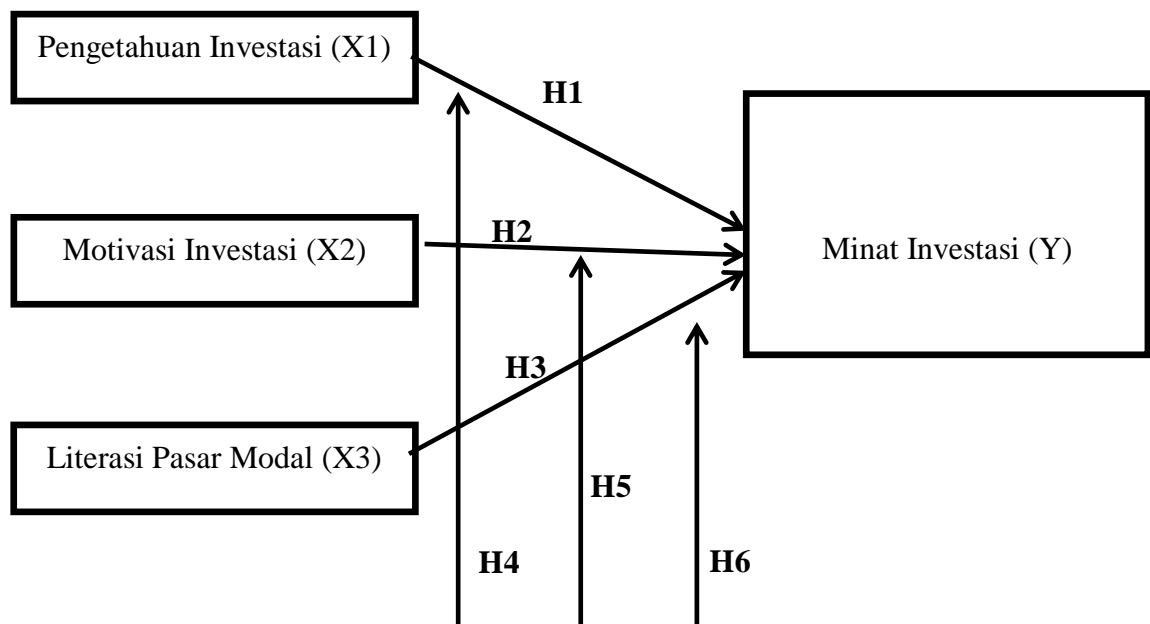 Pengetahuan Investasi (X1)
H1
Motivasi Investasi (X2)
H2
Minat Investasi (Y)
H3
Literasi Pasar Modal (X3)
H5
H4
H6